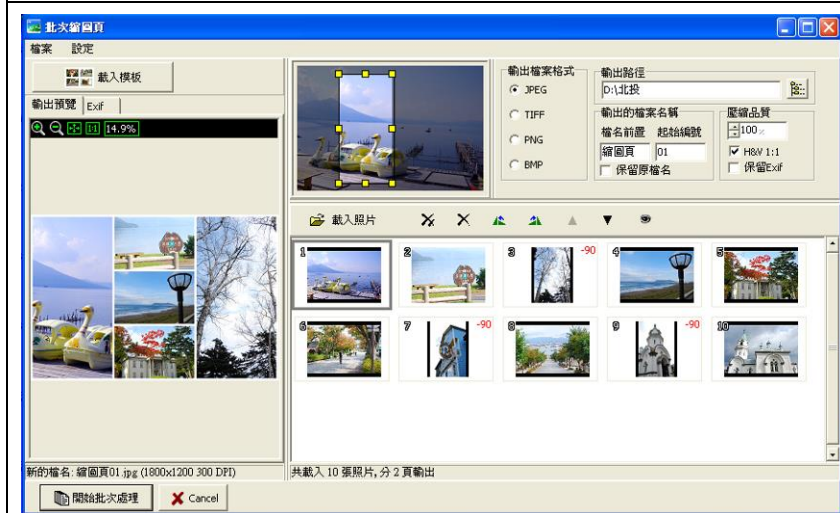 批次縮圖頁
檔案 設定
載入模板
輸出預覽 Exif
14.9%
輸出檔案格式
JPEG
TIFF
PNG
BMP
輸出路徑
D:\北投
輸出的檔案名稱
檔名前置 起始編號
縮圖頁 01
保留原檔名
壓縮品質
100 %
H&V 1:1
保留Exif
載入照片
1 2 3 -90 4 5
6 7 -90 8 9 -90 10
新的檔名: 縮圖頁01.jpg (1800x1200 300 DPI)
共載入 10 張照片, 分 2 頁輸出
開始批次處理 Cancel